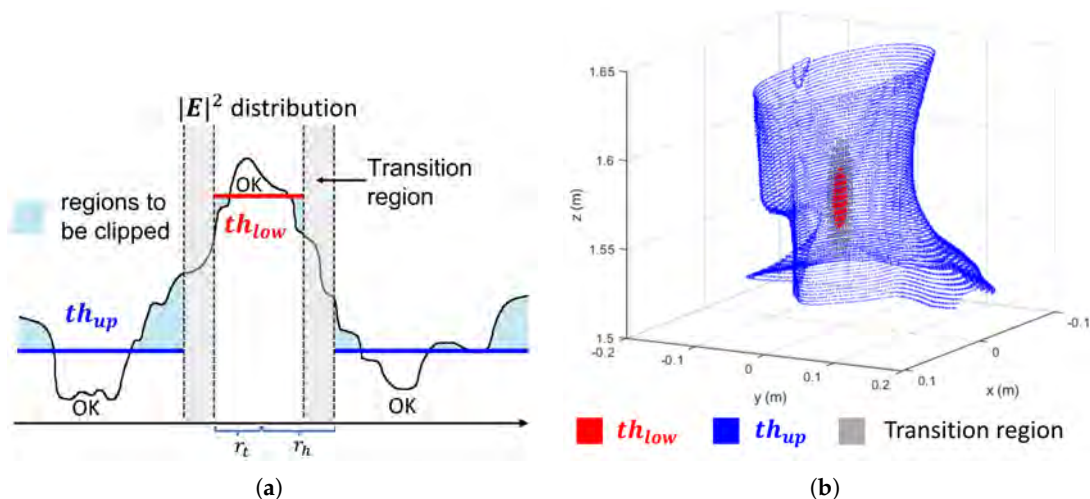 |E|² distribution
Transition
region
regions to
be clipped
OK
th_low
th_up
OK
OK
r_t
r_h
(a)
1.65
1.6
1.55
1.5
z (m)
-0.2
-0.1
0
0.1
0.2
y (m)
0.1
0
-0.1
x (m)
th_low
th_up
Transition region
(b)